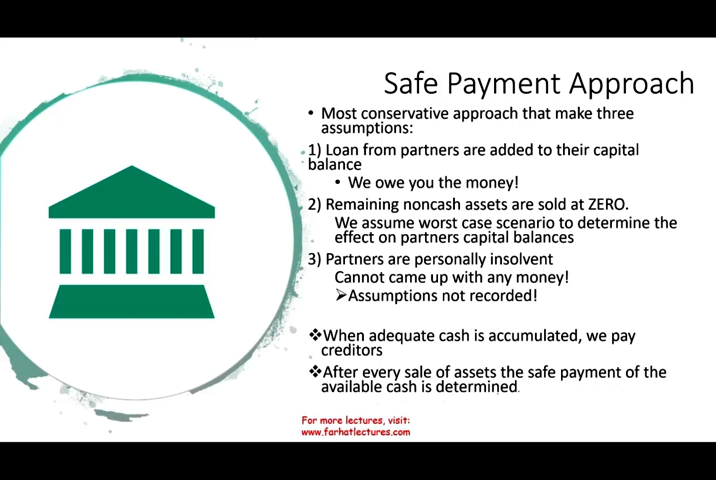 Safe Payment Approach
• Most conservative approach that make three
assumptions:
1) Loan from partners are added to their capital
balance
• We owe you the money!
2) Remaining noncash assets are sold at ZERO.
We assume worst case scenario to determine the
effect on partners capital balances
3) Partners are personally insolvent
Cannot came up with any money!
➢Assumptions not recorded!
❖When adequate cash is accumulated, we pay
creditors
❖After every sale of assets the safe payment of the
available cash is determined.
For more lectures, visit:
www.farhatlectures.com